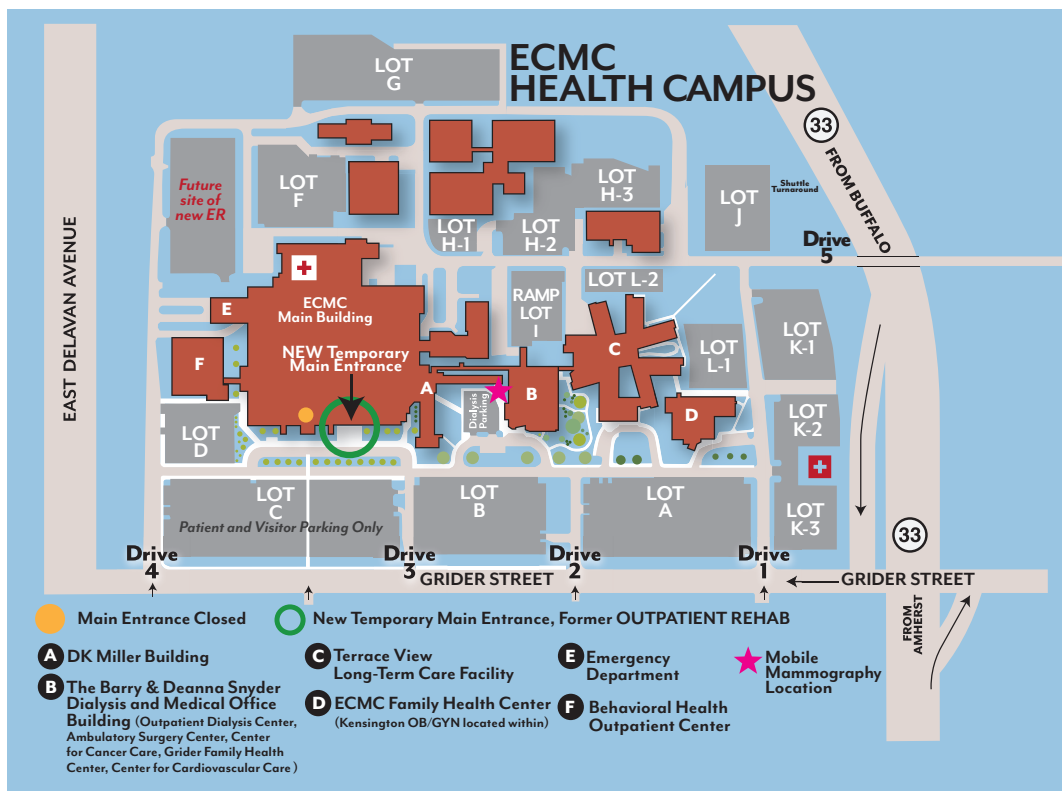 ECMC
HEALTH CAMPUS
LOT
G
33
FROM BUFFALO
Future
site of
new ER
LOT
F
LOT
H-1
LOT
H-2
LOT
H-3
LOT
J
Shuttle
Turnaround
Drive
5
EAST DELAVAN AVENUE
E
ECMC
Main Building
NEW Temporary
Main Entrance
F
A
RAMP
LOT
I
LOT L-2
C
LOT
L-1
LOT
K-1
Dialysis
Parking
B
D
LOT
K-2
LOT
D
LOT
C
Patient and Visitor Parking Only
LOT
B
LOT
A
LOT
K-3
33
Drive
4
Drive
3
Drive
2
Drive
1
GRIDER STREET
GRIDER STREET
FROM
AMHERST
Main Entrance Closed
New Temporary Main Entrance, Former OUTPATIENT REHAB
A DK Miller Building
B The Barry & Deanna Snyder
Dialysis and Medical Office
Building (Outpatient Dialysis Center,
Ambulatory Surgery Center, Center
for Cancer Care, Grider Family Health
Center, Center for Cardiovascular Care )
C Terrace View
Long-Term Care Facility
D ECMC Family Health Center
(Kensington OB/GYN located within)
E Emergency
Department
F Behavioral Health
Outpatient Center
Mobile
Mammography
Location